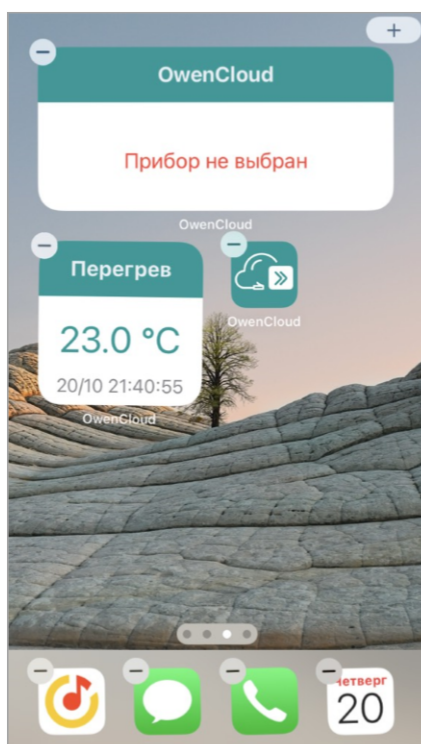 +
OwenCloud
Прибор не выбран
OwenCloud
Перегрев
23.0 °C
20/10 21:40:55
OwenCloud
OwenCloud
четверг
20